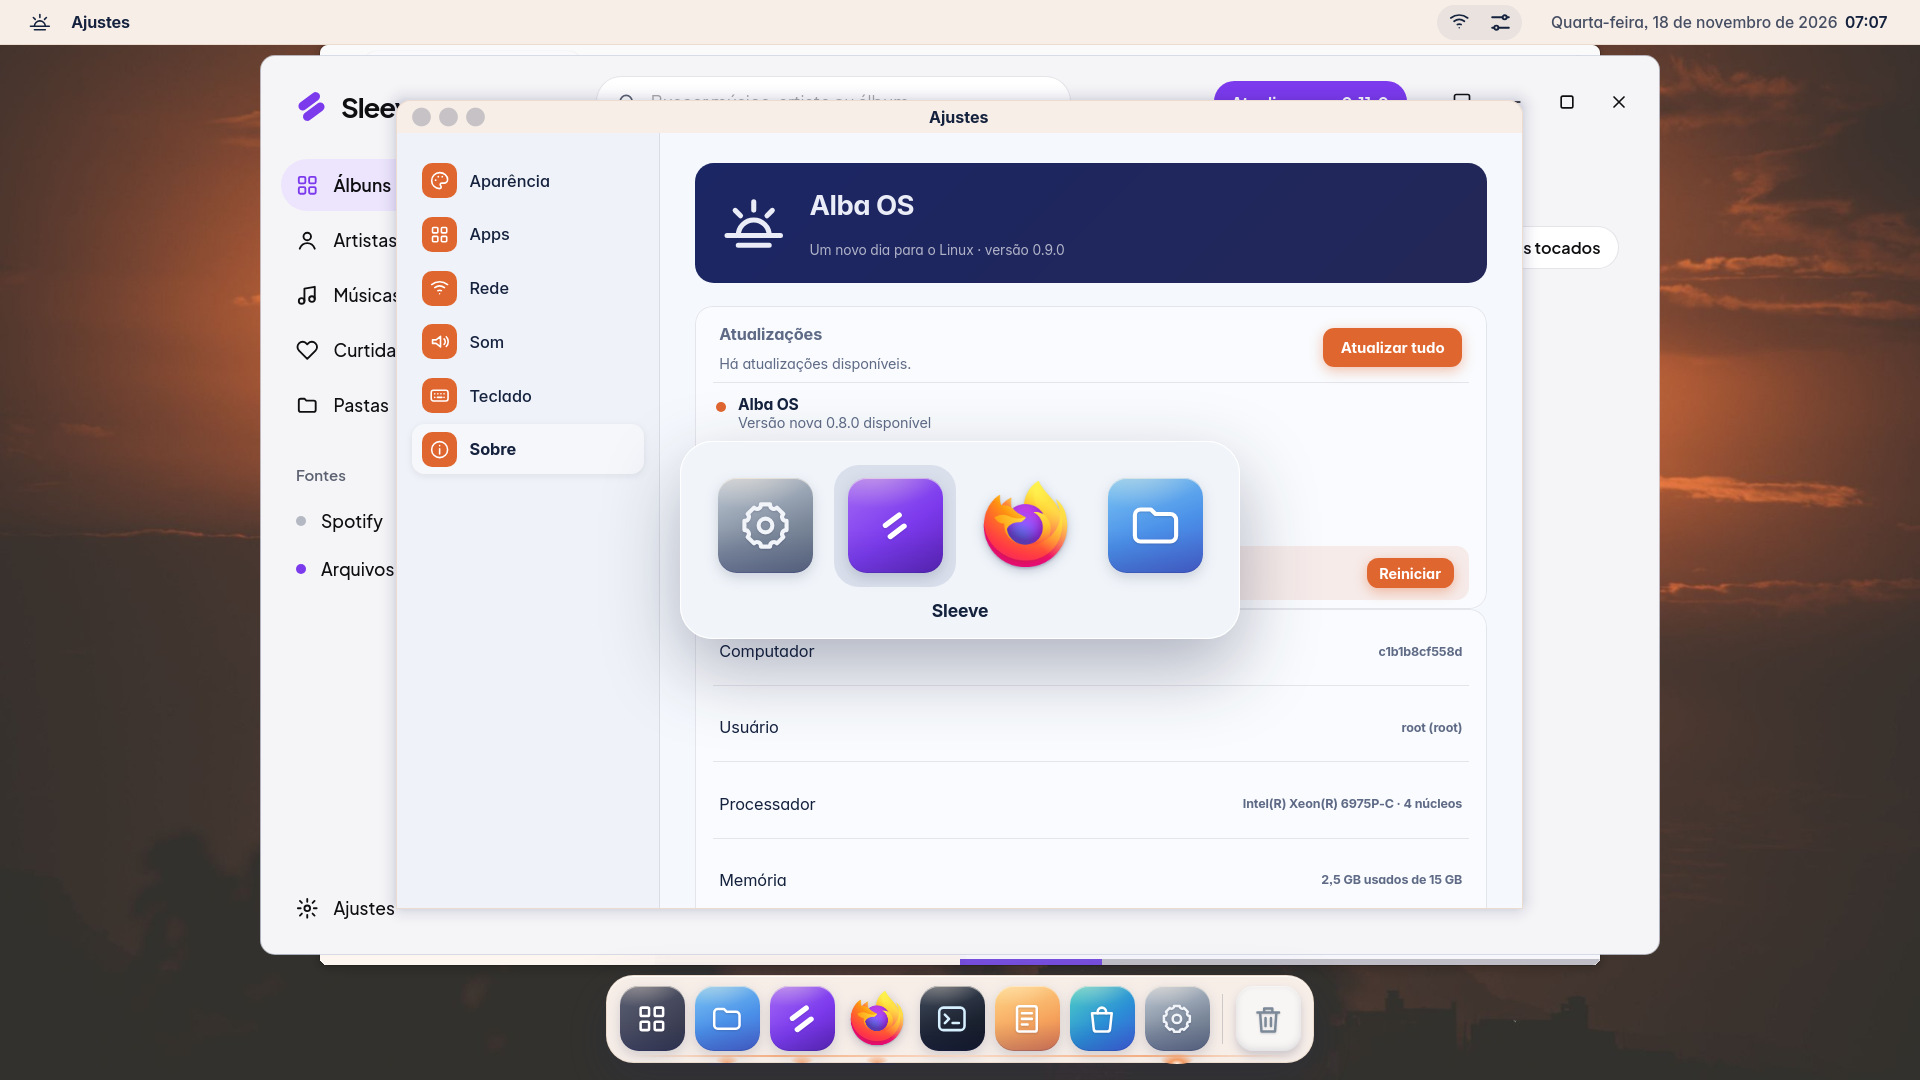 Ajustes
Quarta-feira, 18 de novembro de 2026 07:07
Ajustes
Álbuns
Artistas
Músicas
Pastas
Fontes
Spotify
Arquivos
Ajustes
s tocados
Aparência
Apps
Rede
Som
Teclado
Sobre
Alba OS
Um novo dia para o Linux · versão 0.9.0
Atualizações
Há atualizações disponíveis.
Atualizar tudo
Alba OS
Versão nova 0.8.0 disponível
Sleeve
Reiniciar
Computador
c1b1b8cf558d
Usuário
root (root)
Processador
Intel(R) Xeon(R) 6975P-C · 4 núcleos
Memória
2,5 GB usados de 15 GB